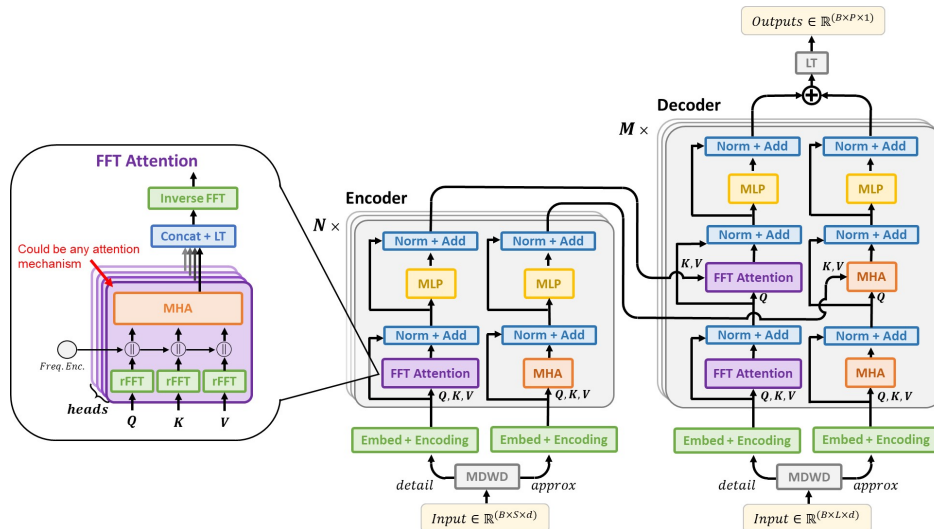 Outputs ∈ ℝ^(B×P×1)
LT
Decoder
M ×
Norm + Add
Norm + Add
MLP
MLP
Norm + Add
Norm + Add
K, V
FFT Attention
K, V
MHA
Q
Q
Norm + Add
Norm + Add
FFT Attention
MHA
Q, K, V
Q, K, V
Embed + Encoding
Embed + Encoding
detail
MDWD
approx
Input ∈ ℝ^(B×L×d)
Encoder
N ×
Norm + Add
Norm + Add
MLP
MLP
Norm + Add
Norm + Add
FFT Attention
MHA
Q, K, V
Q, K, V
Embed + Encoding
Embed + Encoding
detail
MDWD
approx
Input ∈ ℝ^(B×S×d)
FFT Attention
Inverse FFT
Could be any attention
mechanism
Concat + LT
MHA
||
||
||
Freq. Enc.
rFFT
rFFT
rFFT
heads
Q
K
V